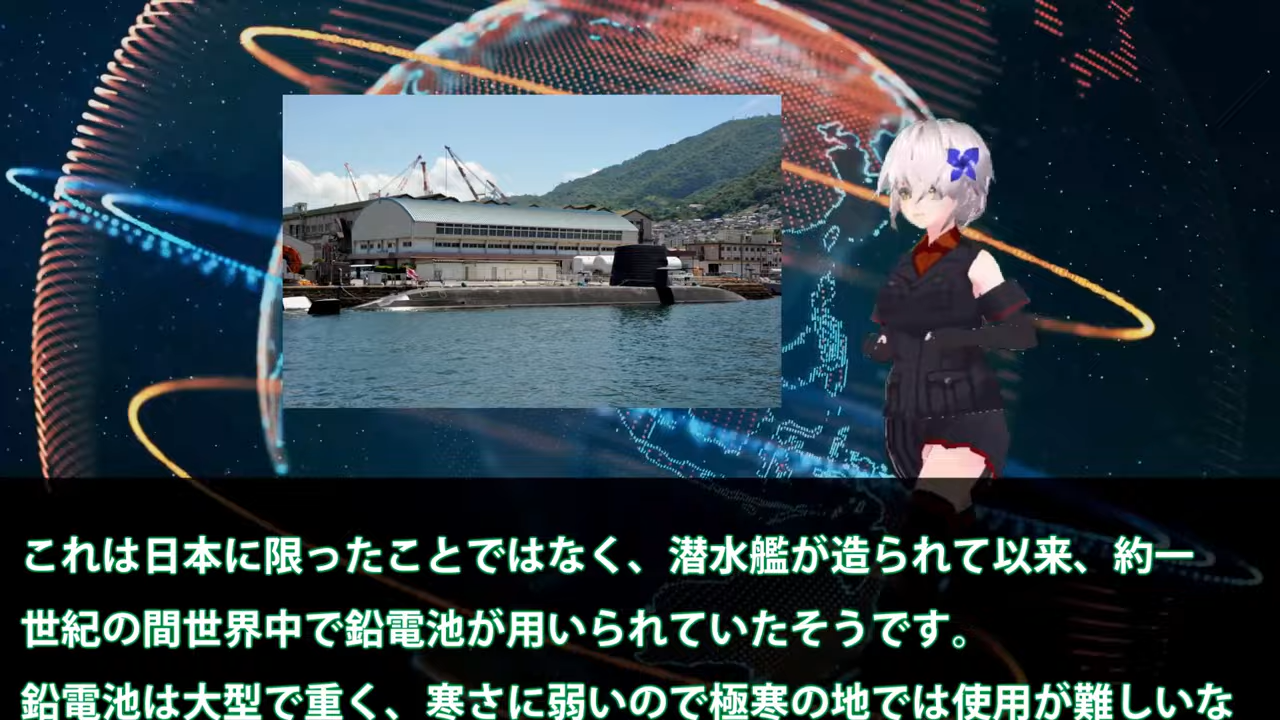 これは日本に限ったことではなく、潜水艦が造られて以来、約一
世紀の間世界中で鉛電池が用いられていたそうです。
鉛電池は大型で重く、寒さに弱いので極寒の地では使用が難しいな